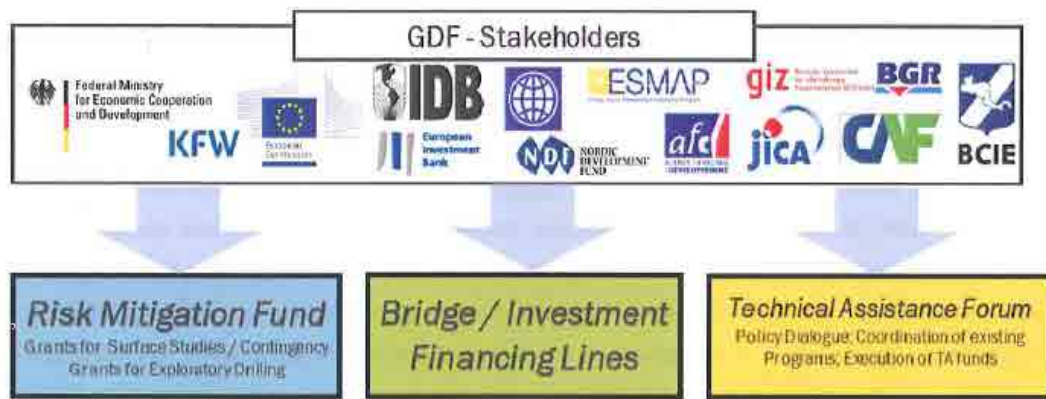 GDF - Stakeholders
Federal Ministry
for Economic Cooperation
and Development
KFW
European
Commission
IDB
European
Investment
Bank
NDF
NORDIC
DEVELOPMENT
FUND
ESMAP
afd
giz
jica
BGR
CAF
BCIE
Risk Mitigation Fund
Grants for Surface Studies / Contingency
Grants for Exploratory Drilling
Bridge / Investment
Financing Lines
Technical Assistance Forum
Policy Dialogue; Coordination of existing
Programs; Execution of TA funds